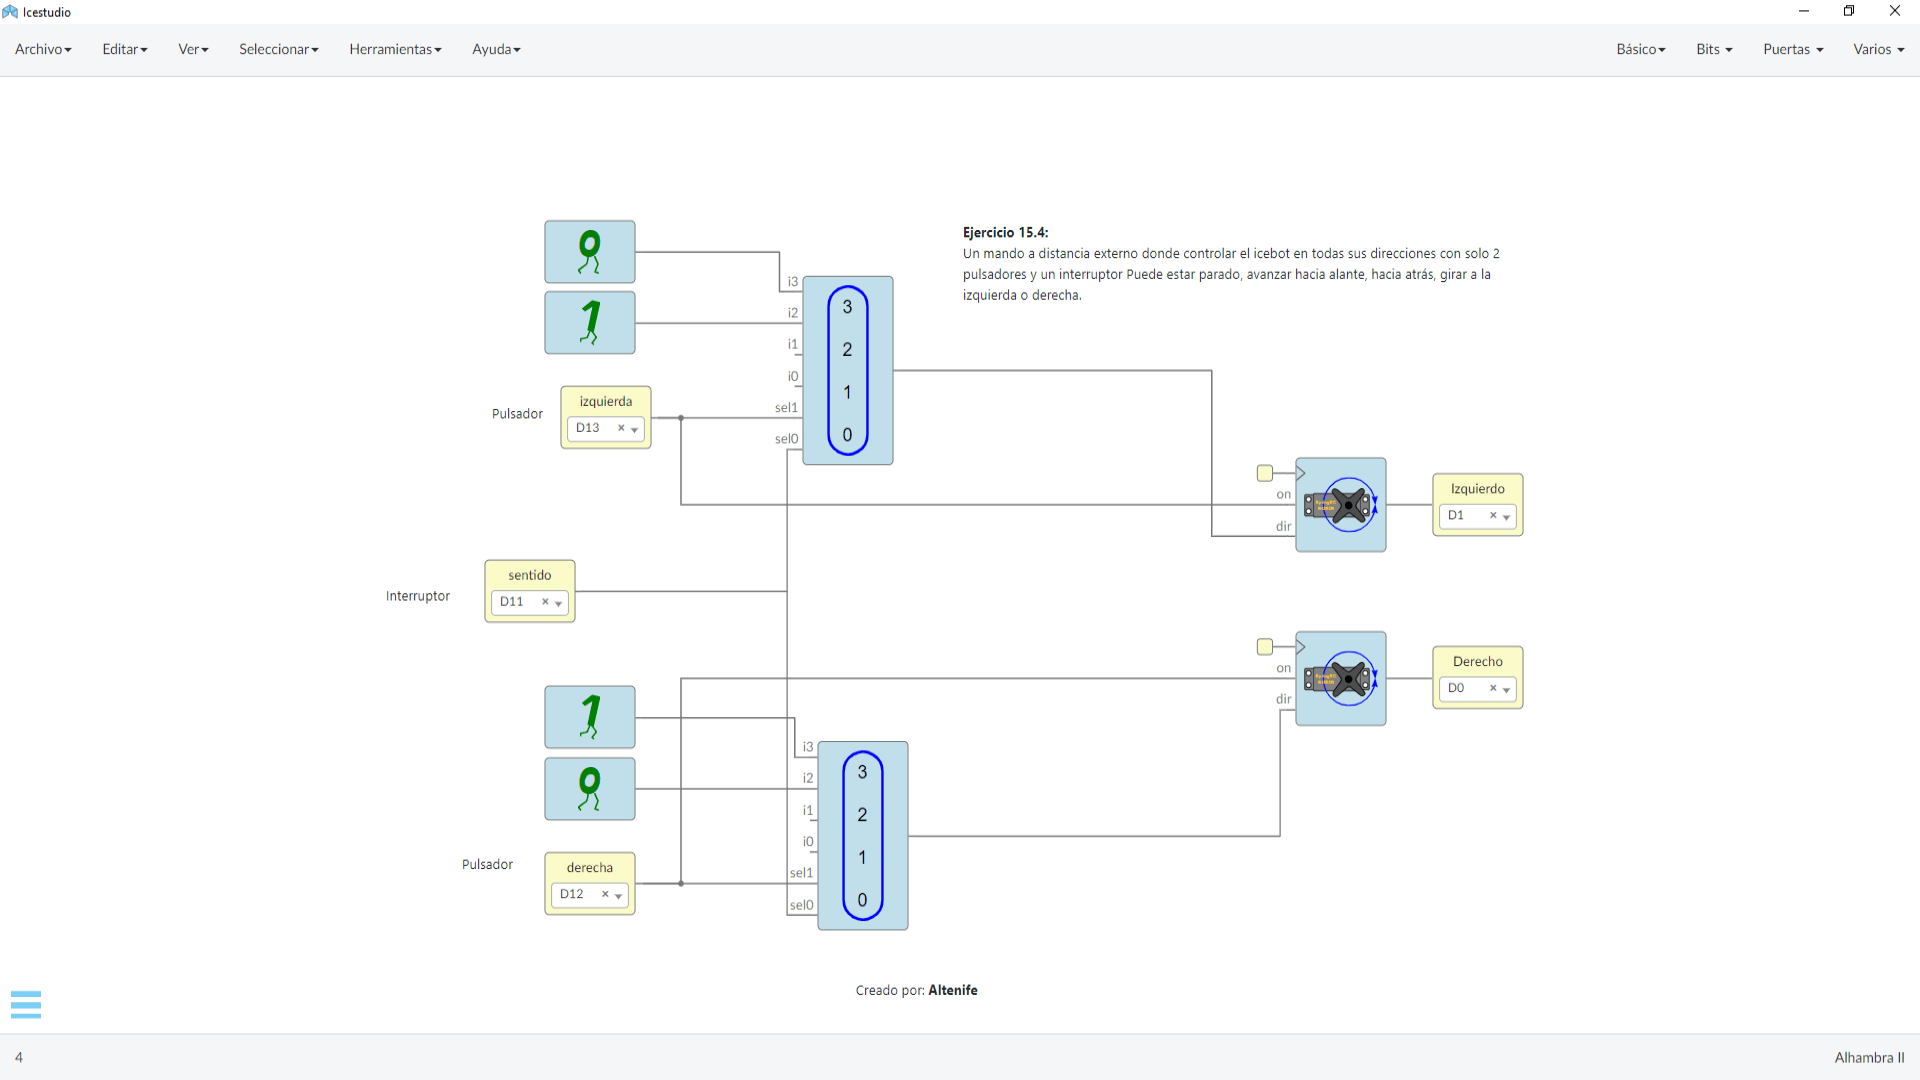 Icestudio
Archivo Editar Ver Seleccionar Herramientas Ayuda Básico Bits Puertas Varios
0
1
Ejercicio 15.4:
Un mando a distancia externo donde controlar el icebot en todas sus direcciones con solo 2
pulsadores y un interruptor Puede estar parado, avanzar hacia alante, hacia atrás, girar a la
izquierda o derecha.
i3
i2
i1
i0
sel1
sel0
3
2
1
0
Pulsador
izquierda
D13
on
dir
Izquierdo
D1
Interruptor
sentido
D11
on
dir
Derecho
D0
1
0
i3
i2
i1
i0
sel1
sel0
3
2
1
0
Pulsador
derecha
D12
Creado por: Altenife
4
Alhambra II